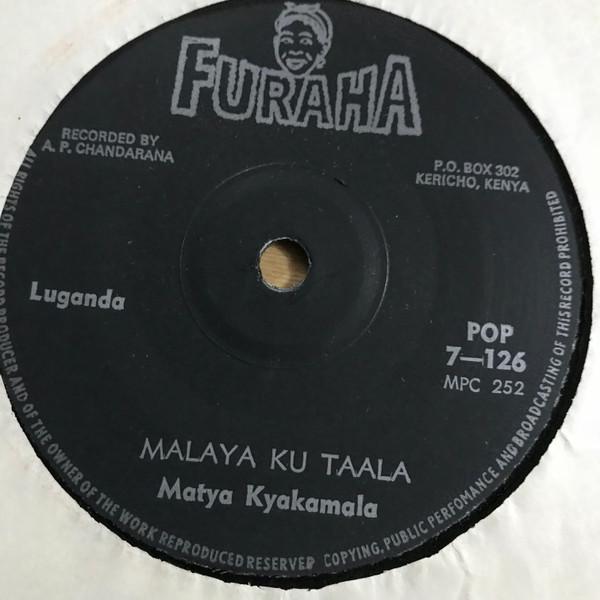 FURAHA
RECORDED BY
A. P. CHANDARANA
P.O. BOX 302
KERICHO, KENYA
Luganda
POP
7—126
MPC 252
MALAYA KU TAALA
Matya Kyakamala
ALL RIGHTS OF THE RECORD PRODUCER AND OF THE OWNER OF THE WORK REPRODUCED RESERVED COPYING, PUBLIC PERFOMANCE AND BROADCASTING OF THIS RECORD PROHIBITED